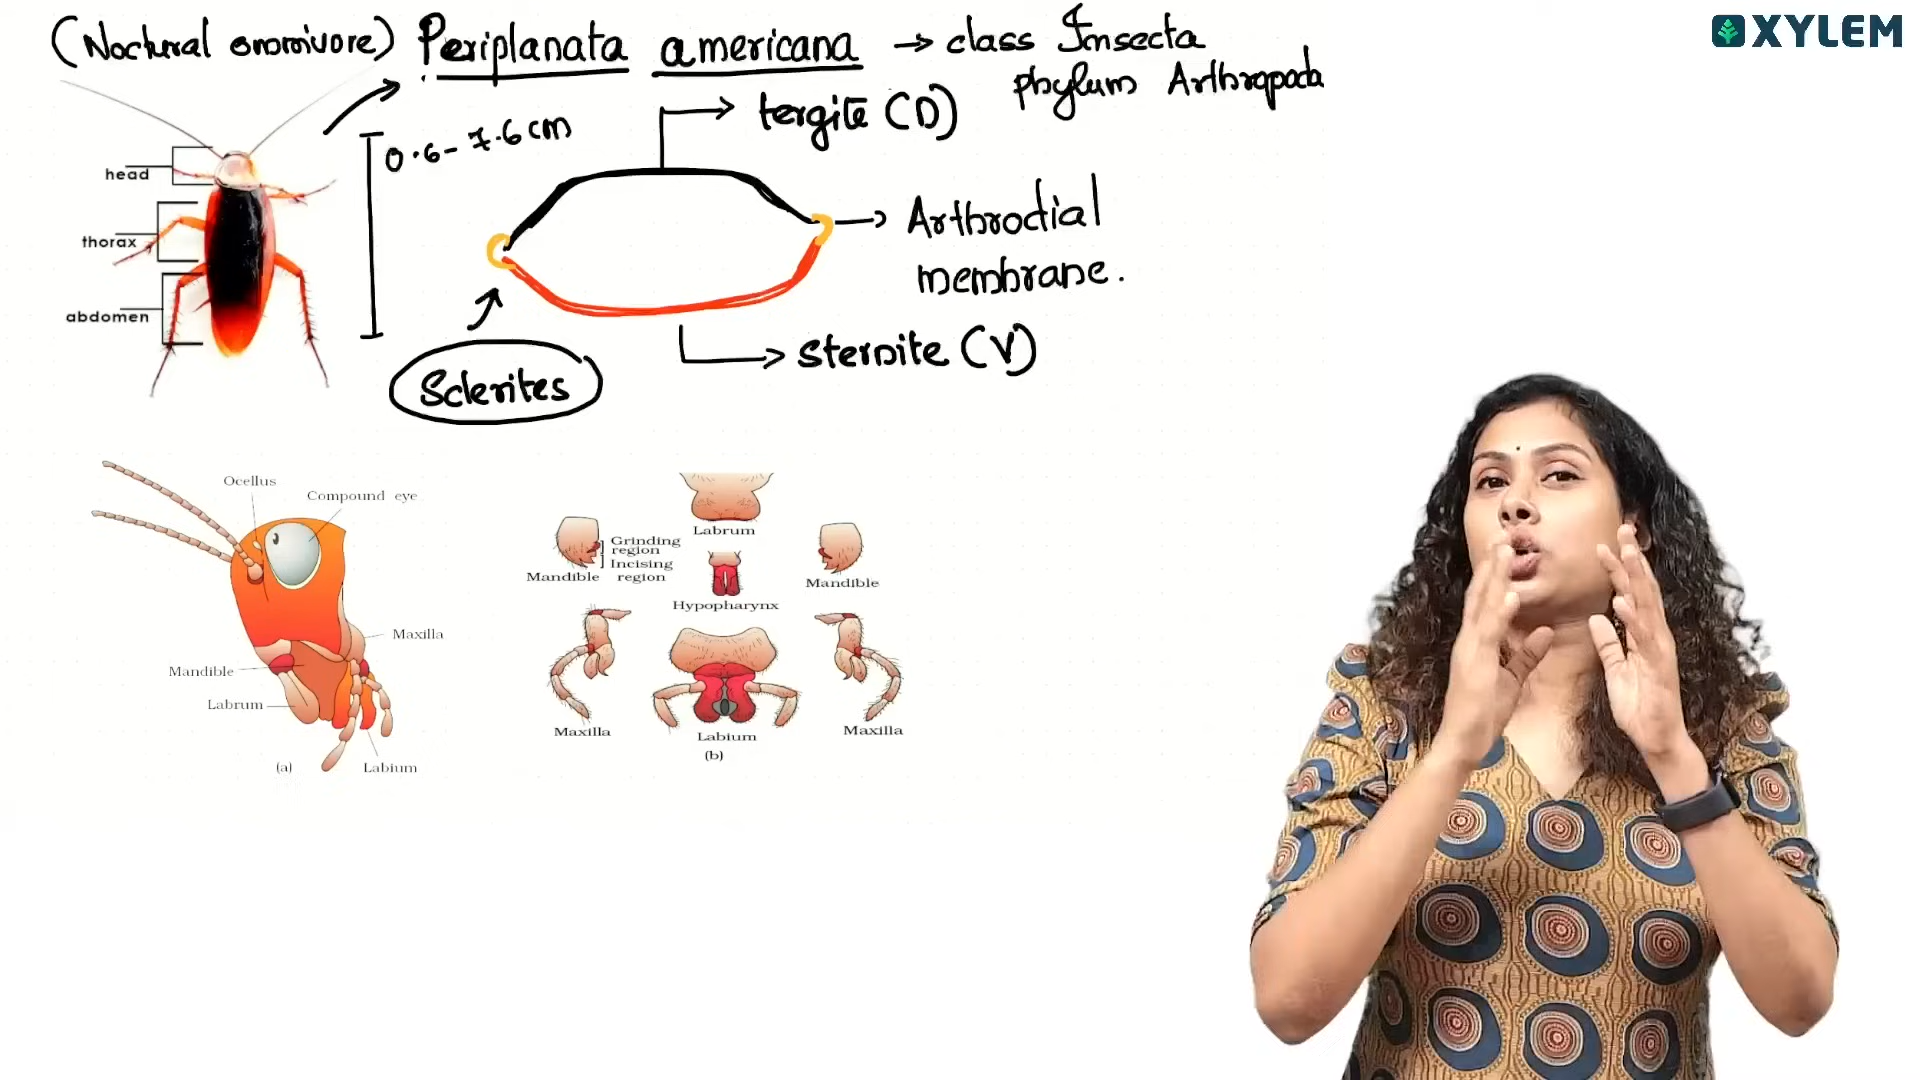 (Noctural ommivore) Periplanata americana → class Insecta
phylum Arthropoda
XYLEM
0.6 - 7.6 cm
tergite (D)
head
thorax
abdomen
Arthrodial
membrane.
sternite (V)
Sclerites
Ocellus
Compound eye
Maxilla
Mandible
Labrum
(a)
Labium
Labrum
Grinding
region
Incising
region
Mandible
Mandible
Hypopharynx
Maxilla
Labium
Maxilla
(b)